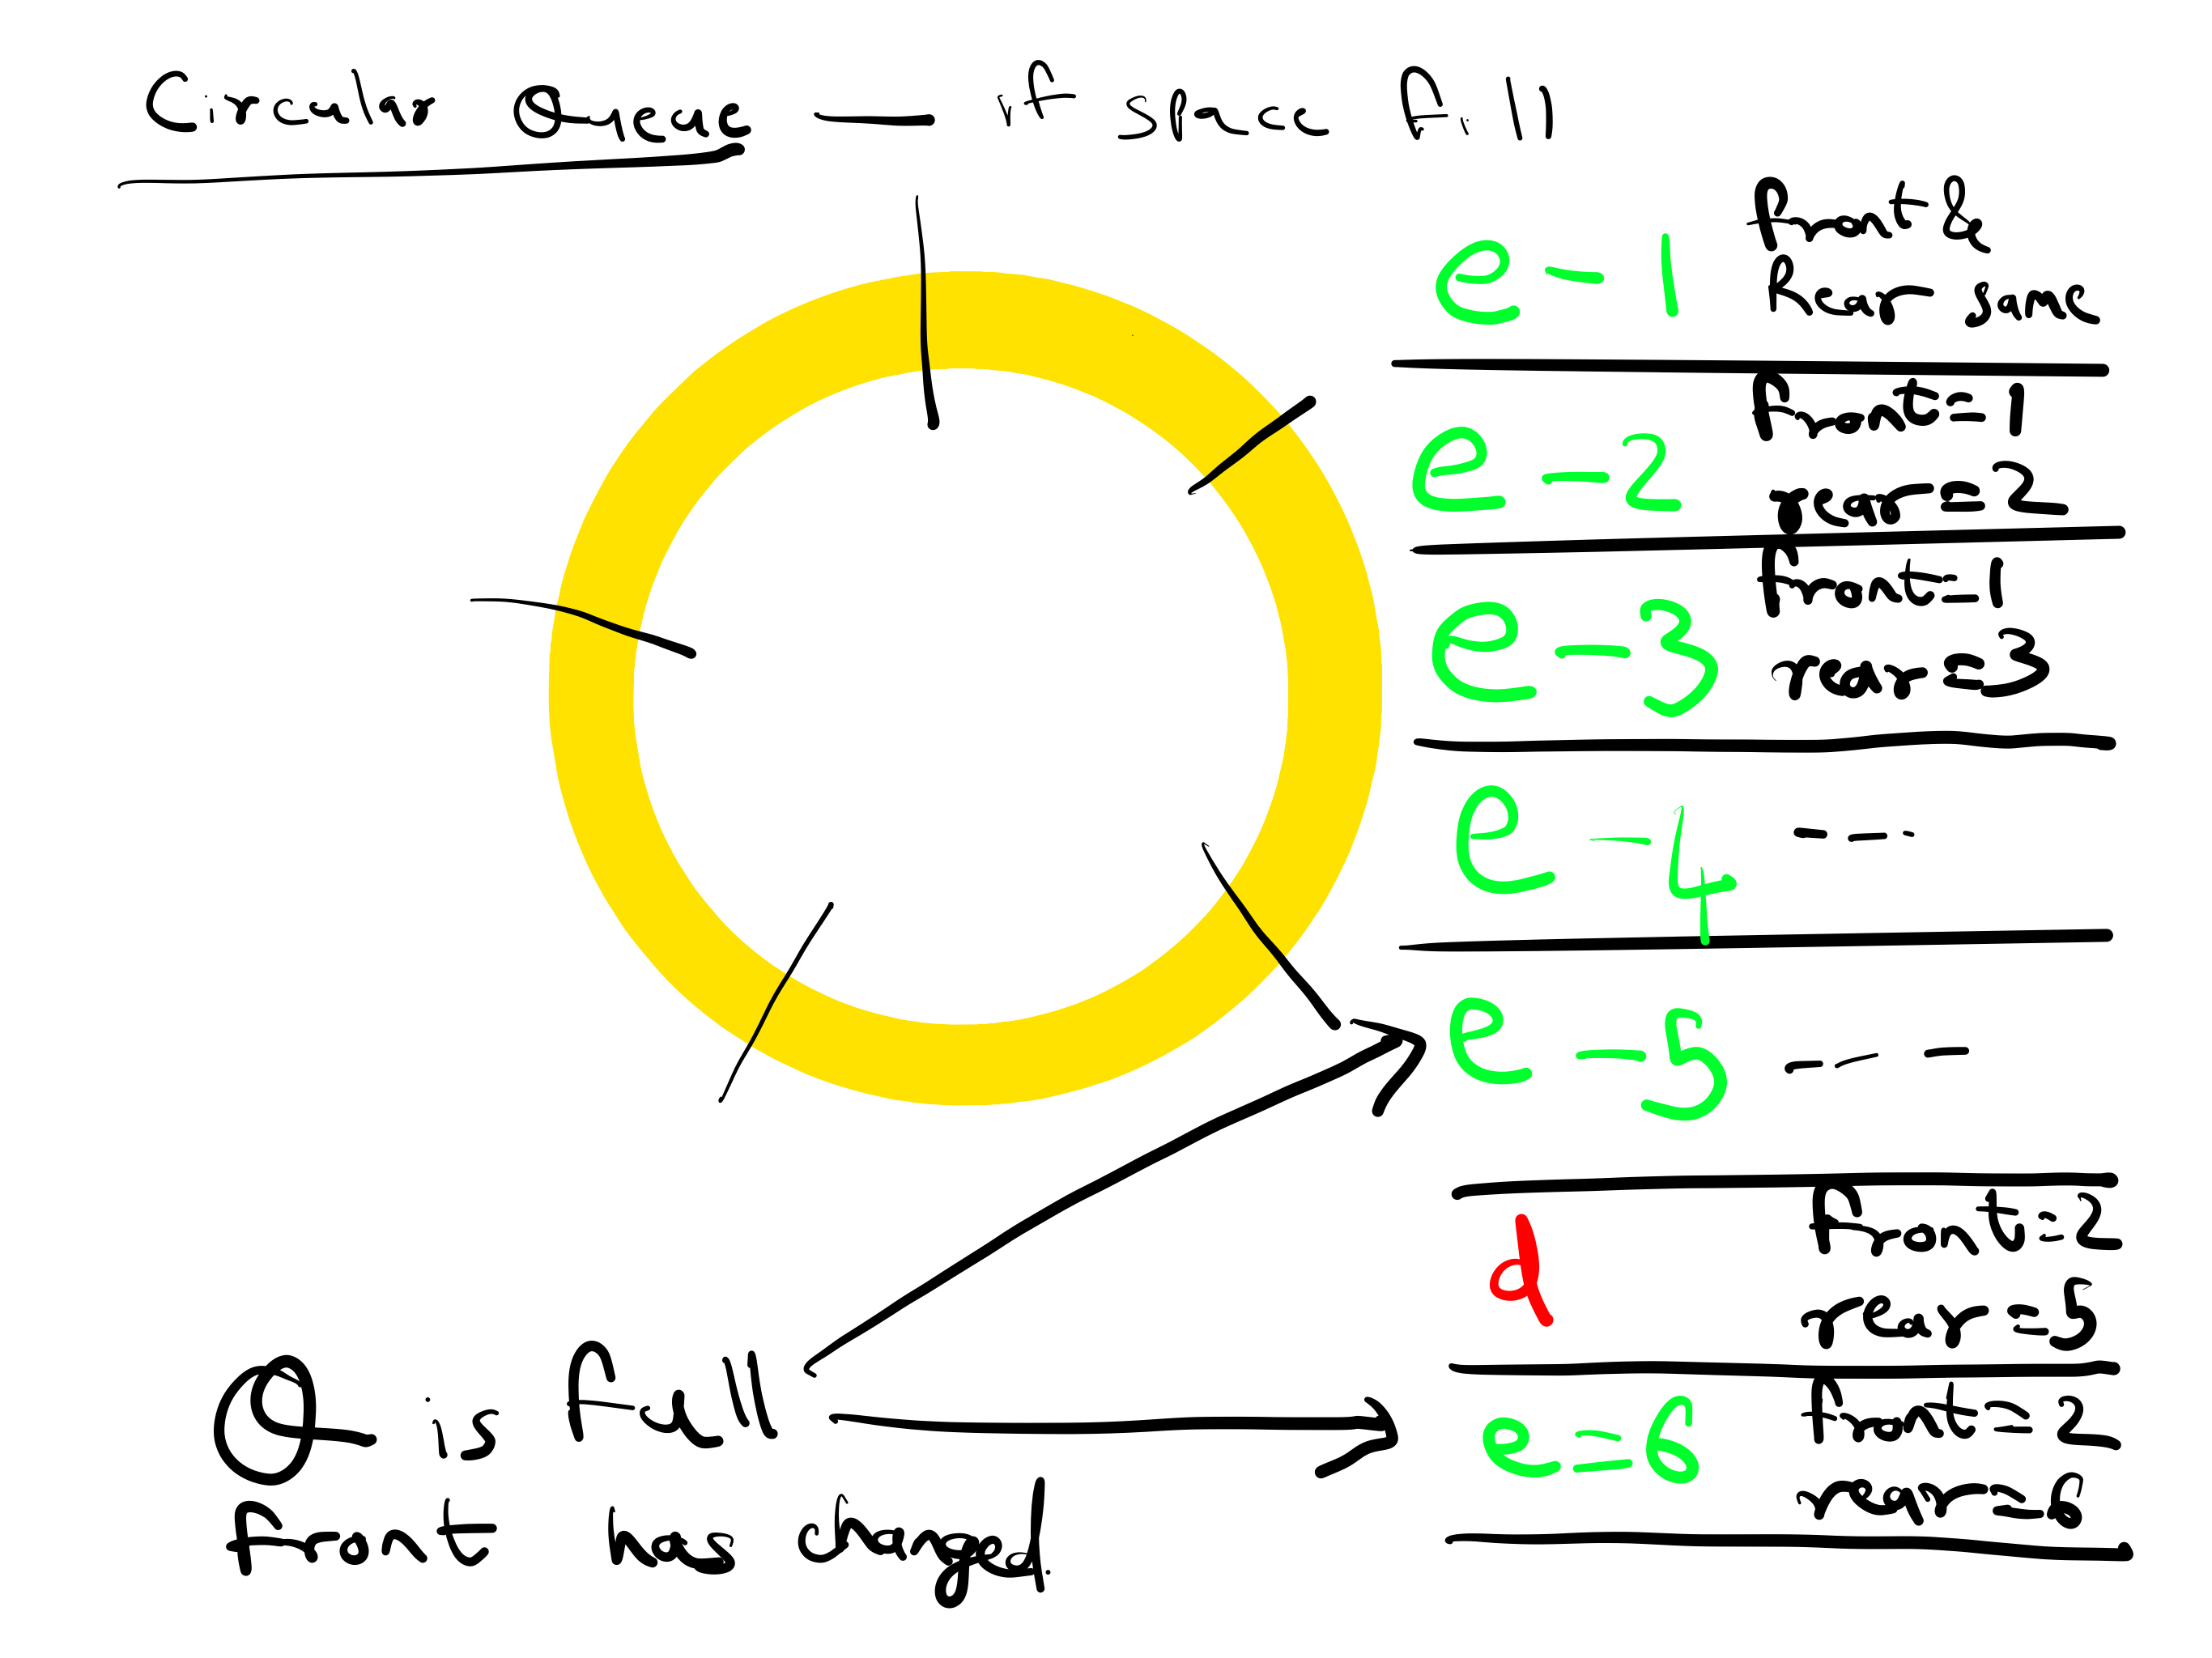 Circular Queue - if space fill
e - 1 front &
Rear same
front = 1
e - 2 rear = 2
front = 1
e - 3 rear = 3
e - 4 - - -
e - 5 - - -
front = 2
d
rear = 5
Q is full e = 6 front = 2
rear = 6
front has changed.